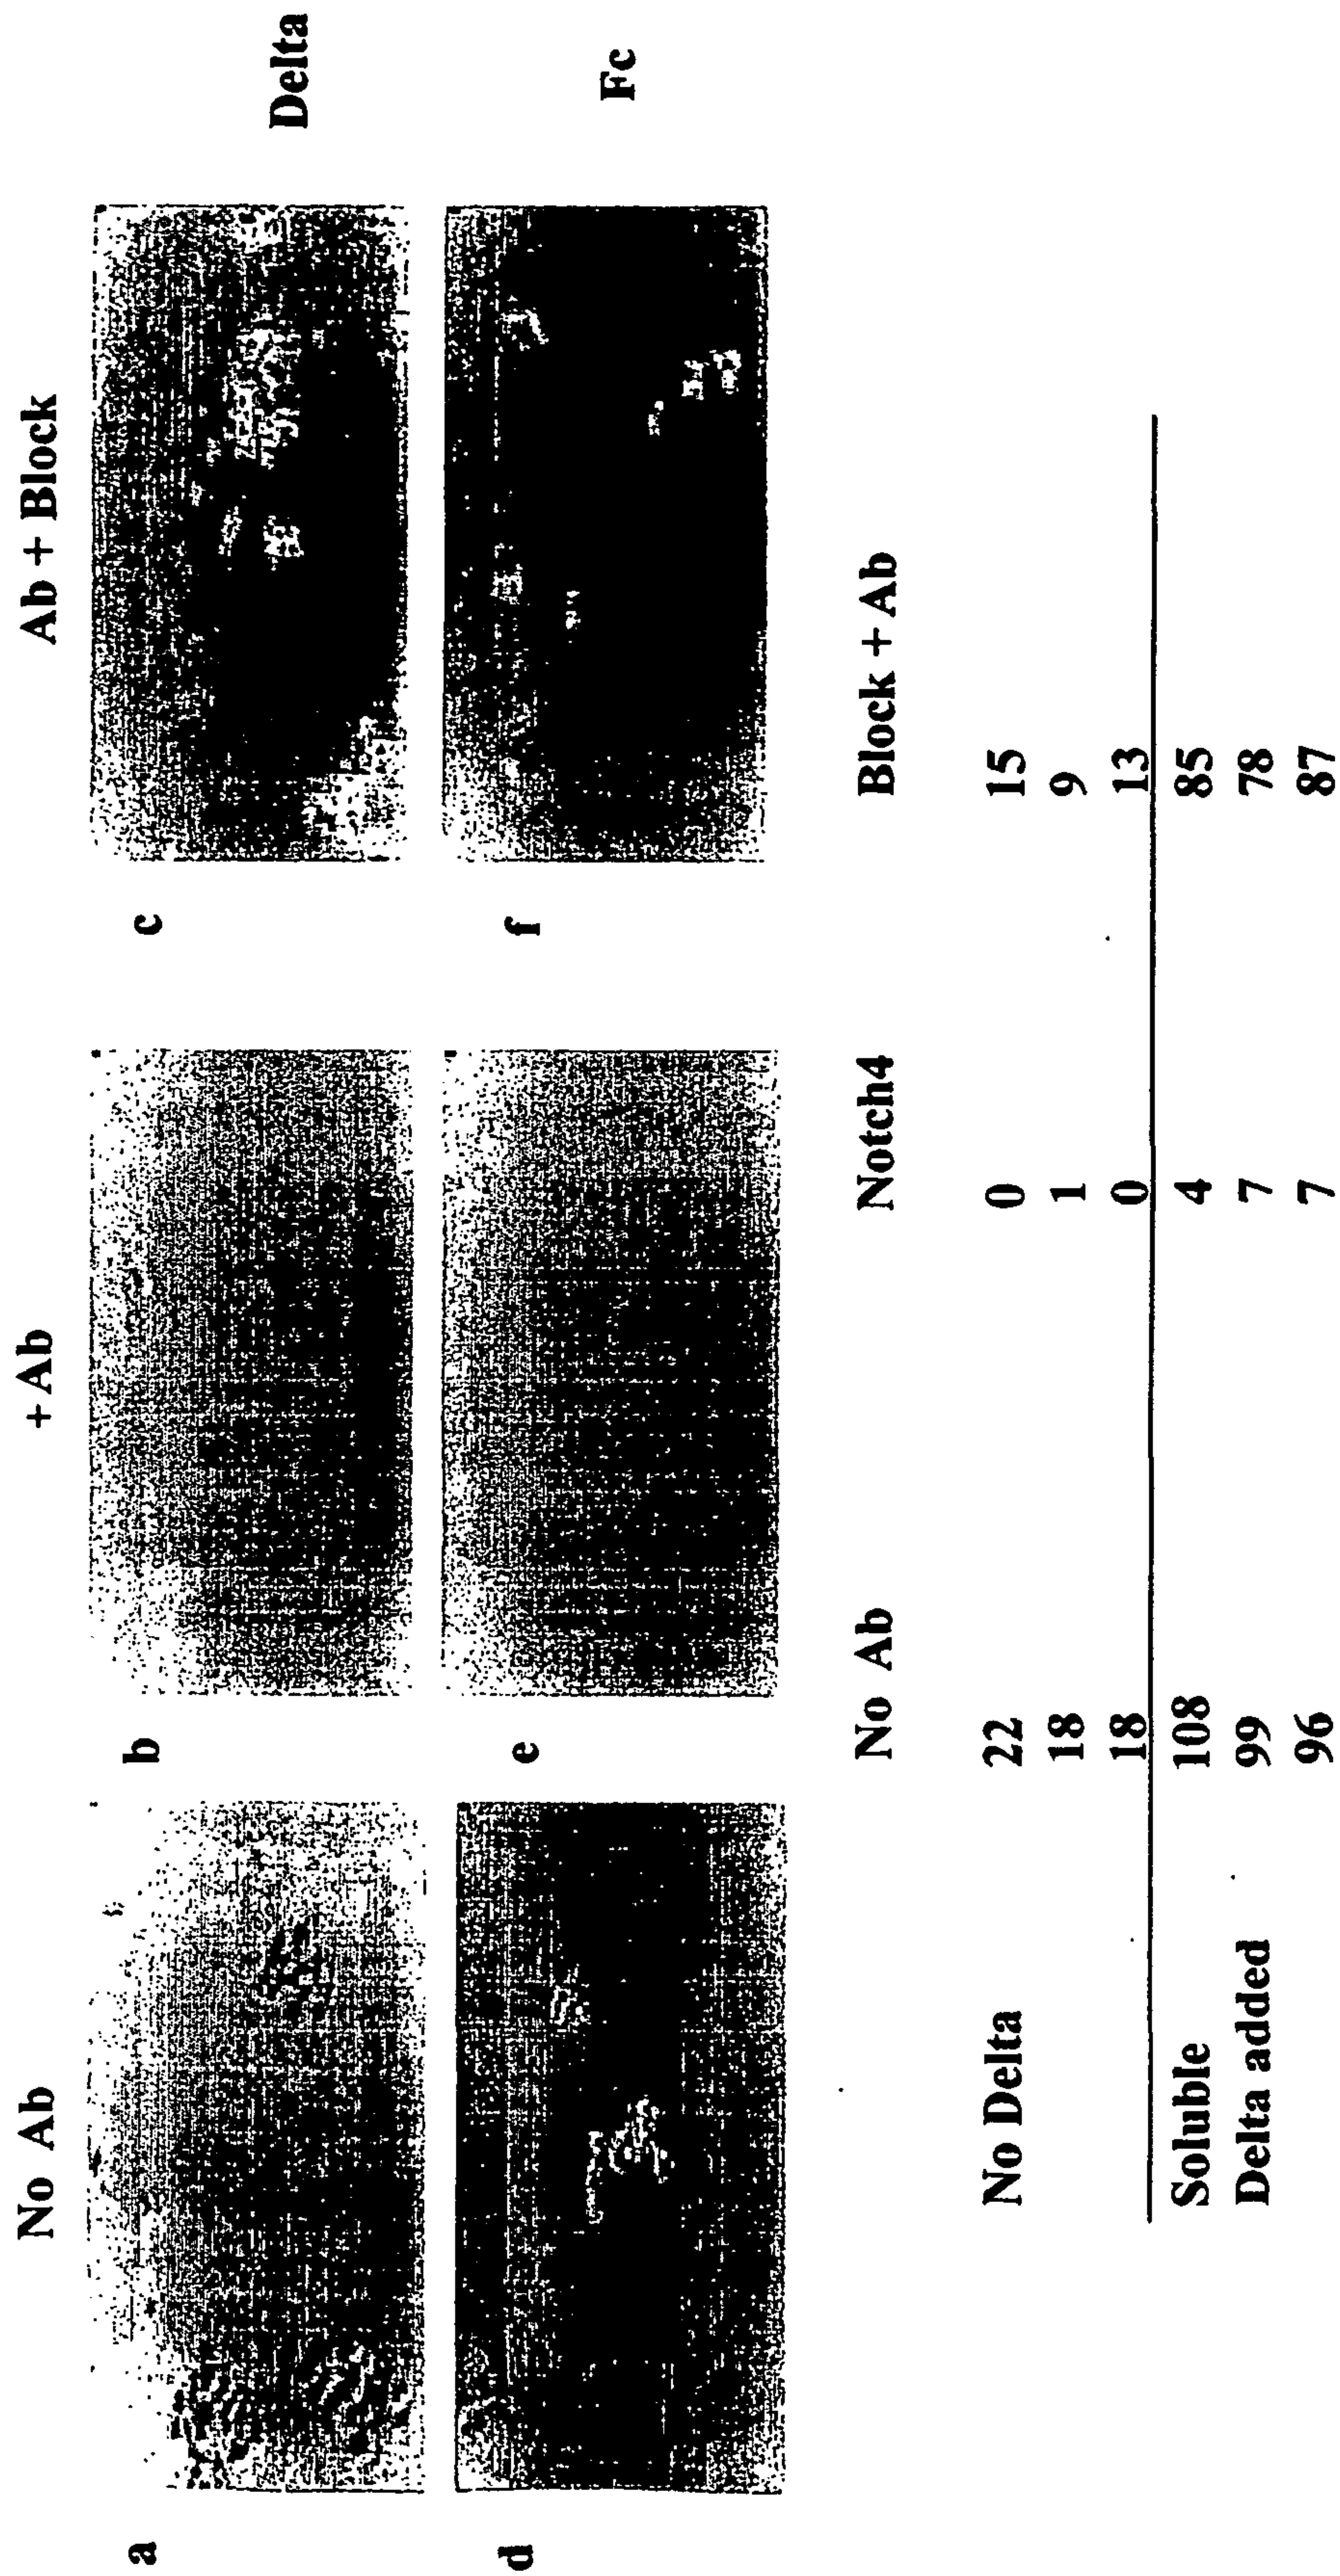 No Ab + Ab Ab + Block
a b c Delta
d e f Fc
No Ab Notch4 Block + Ab
No Delta 22 0 15
18 1 9
18 0 13
Soluble 108 4 85
Delta added 99 7 78
96 7 87